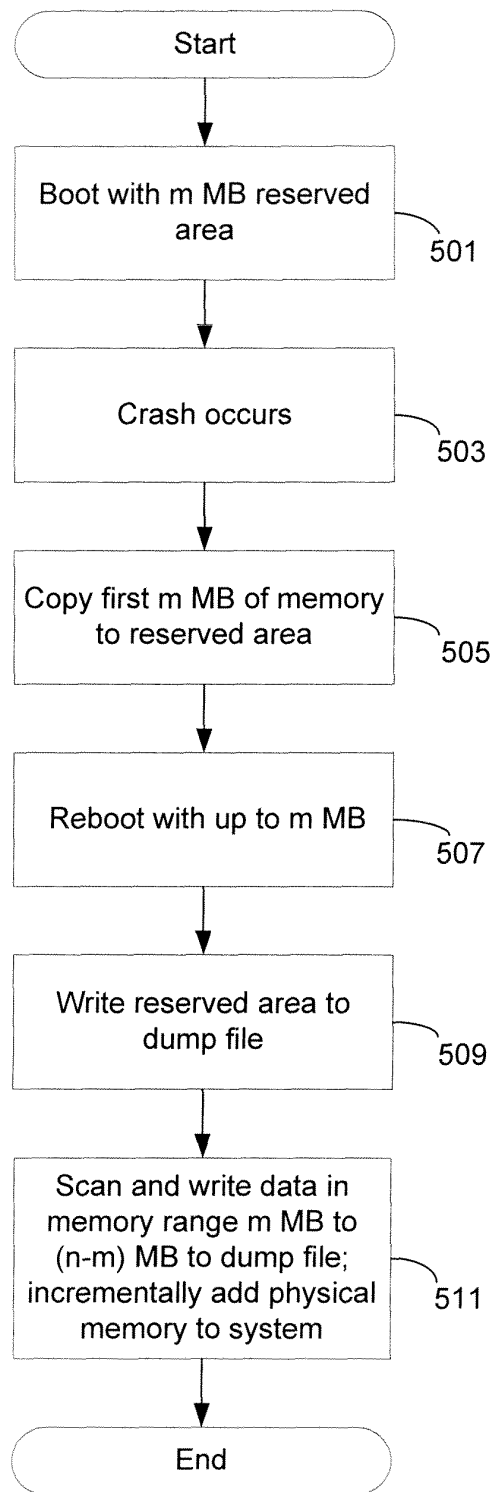 Start
Boot with m MB reserved
area
501
Crash occurs
503
Copy first m MB of memory
to reserved area
505
Reboot with up to m MB
507
Write reserved area to
dump file
509
Scan and write data in
memory range m MB to
(n-m) MB to dump file;
incrementally add physical
memory to system
511
End